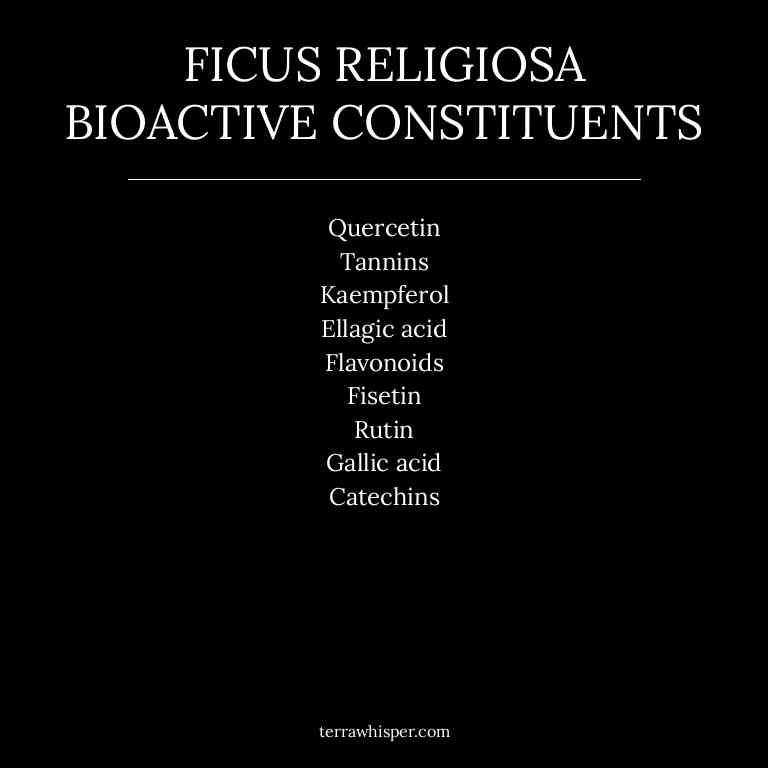 FICUS RELIGIOSA
BIOACTIVE CONSTITUENTS
Quercetin
Tannins
Kaempferol
Ellagic acid
Flavonoids
Fisetin
Rutin
Gallic acid
Catechins
terrawhisper.com